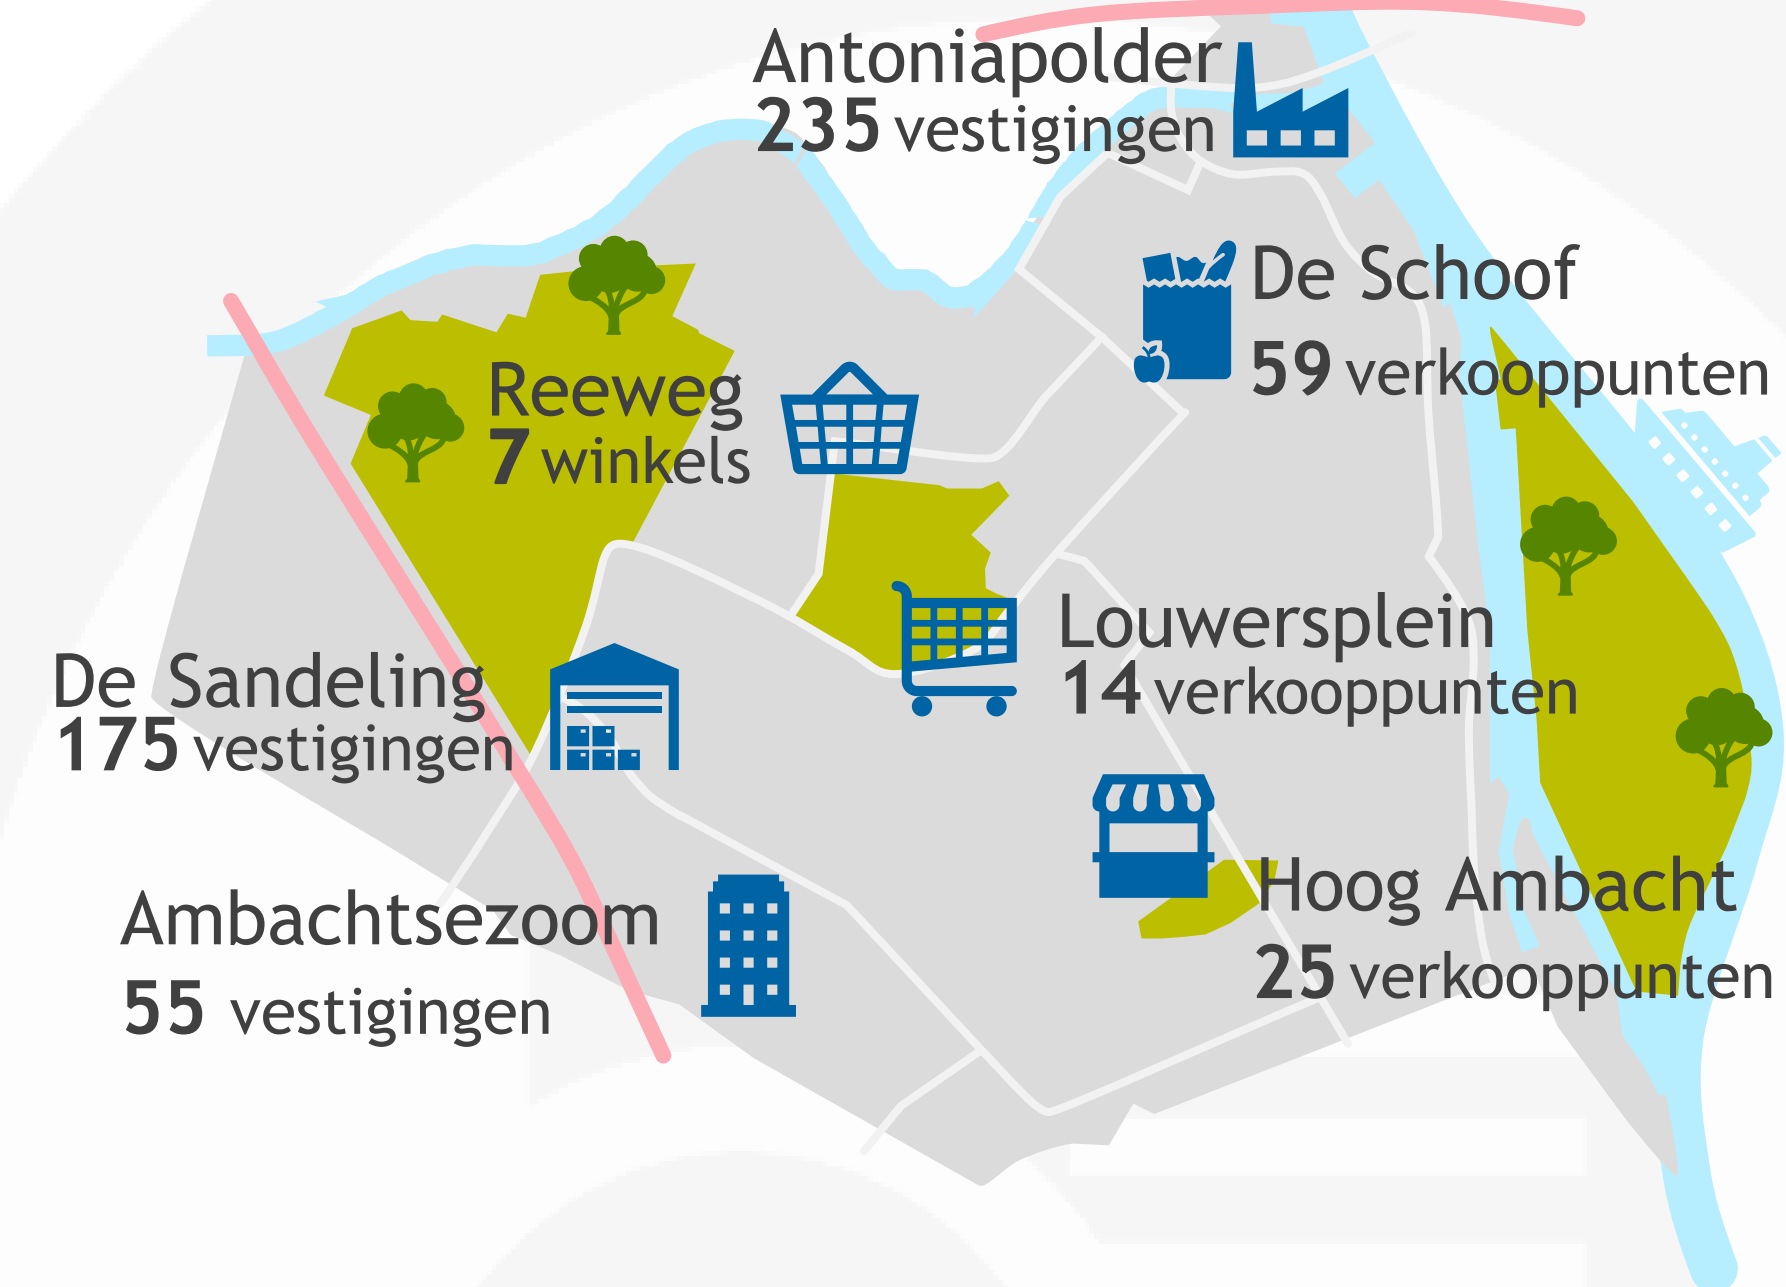 Antoniapolder
235 vestigingen
De Schoof
59 verkooppunten
Reeweg
7 winkels
Louwersplein
14 verkooppunten
De Sandeling
175 vestigingen
Hoog Ambacht
25 verkooppunten
Ambachtsezoom
55 vestigingen